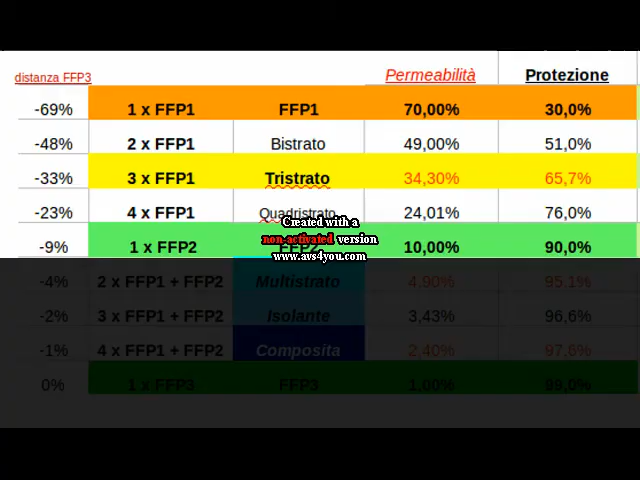 distanza FFP3 Permeabilità Protezione
-69% 1 x FFP1 FFP1 70,00% 30,0%
-48% 2 x FFP1 Bistrato 49,00% 51,0%
-33% 3 x FFP1 Tristrato 34,30% 65,7%
-23% 4 x FFP1 Quadristrato 24,01% 76,0%
Created with a
non-activated version
www.avs4you.com
-9% 1 x FFP2 FFP2 10,00% 90,0%
-4% 2 x FFP1 + FFP2 Multistrato 4.90% 95.1%
-2% 3 x FFP1 + FFP2 Isolante 3,43% 96,6%
-1% 4 x FFP1 + FFP2 Composita 2,40% 97,6%
0% 1 x FFP3 FFP3 1,00% 99,0%